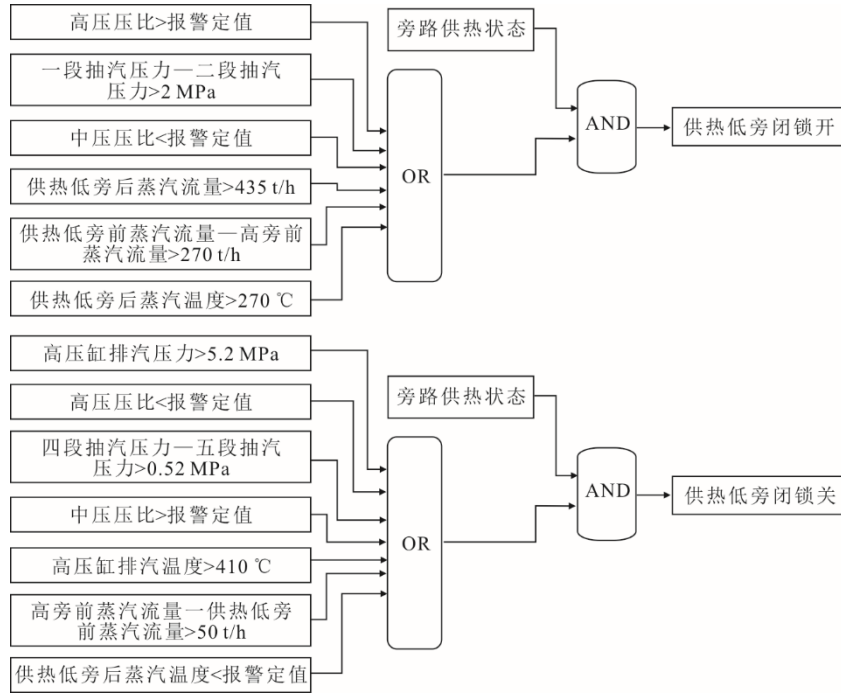 高压压比>报警定值
一段抽汽压力—二段抽汽
压力>2 MPa
中压压比<报警定值
供热低旁后蒸汽流量>435 t/h
供热低旁前蒸汽流量—高旁前
蒸汽流量>270 t/h
供热低旁后蒸汽温度>270 ℃
OR
旁路供热状态
AND
供热低旁闭锁开
高压缸排汽压力>5.2 MPa
高压压比<报警定值
四段抽汽压力—五段抽汽
压力>0.52 MPa
中压压比>报警定值
高压缸排汽温度>410 ℃
高旁前蒸汽流量一供热低旁
前蒸汽流量>50 t/h
供热低旁后蒸汽温度<报警定值
OR
旁路供热状态
AND
供热低旁闭锁关